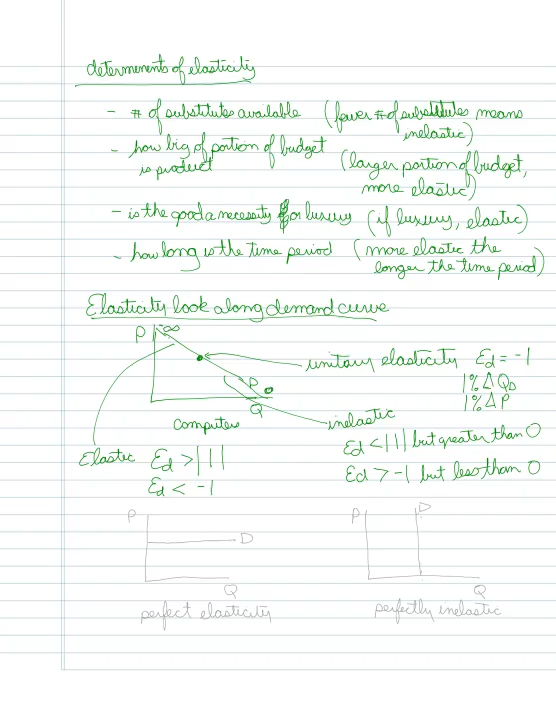 determinents of elasticity
- # of substitutes available (fewer # of substitutes means inelastic)
- how big of portion of budget is product (larger portion of budget, more elastic)
- is the good a necessity or luxury (if luxury, elastic)
- how long is the time period (more elastic the longer the time period)
Elasticity look along demand curve
P -∞
unitary elasticity Ed = -1
1% Δ QD
1% Δ P
D 0
Q
Computers
inelastic
Ed < |1| but greater than 0
Ed > -1 but less than 0
Elastic Ed > |1|
Ed < -1
P D
Q
perfect elasticity
P D
Q
perfectly inelastic